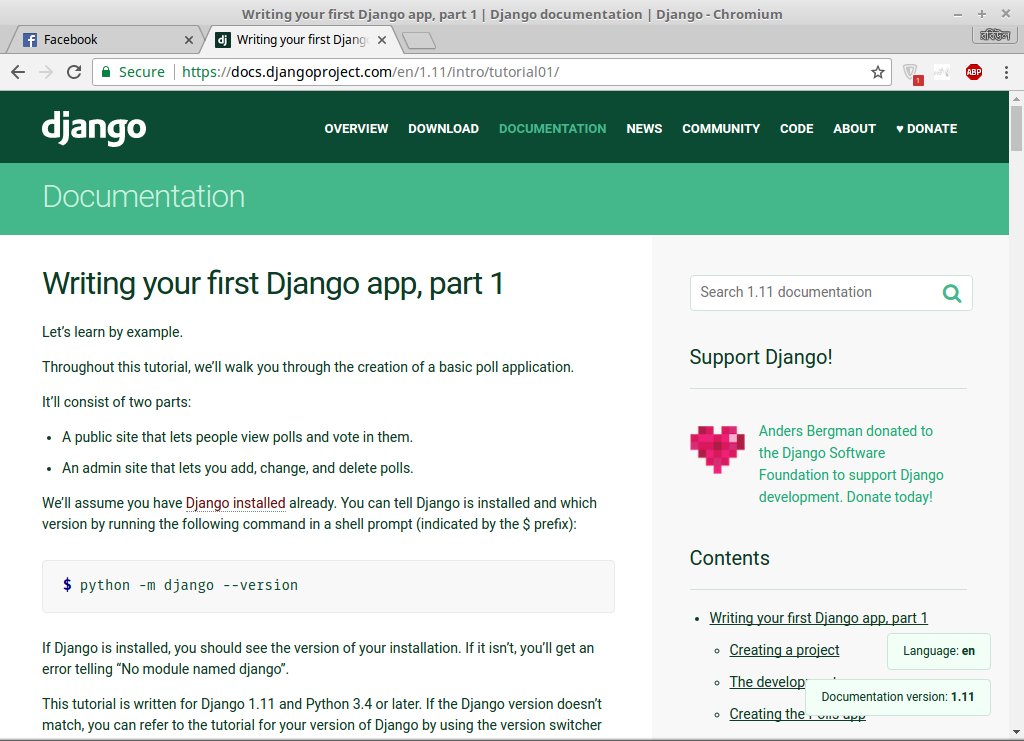 Writing your first Django app, part 1 | Django documentation | Django - Chromium
Facebook
dj Writing your first Djang
Secure https://docs.djangoproject.com/en/1.11/intro/tutorial01/
1
ABP
django
OVERVIEW DOWNLOAD DOCUMENTATION NEWS COMMUNITY CODE ABOUT ♥ DONATE
Documentation
Writing your first Django app, part 1
Let’s learn by example.
Throughout this tutorial, we’ll walk you through the creation of a basic poll application.
It’ll consist of two parts:
• A public site that lets people view polls and vote in them.
• An admin site that lets you add, change, and delete polls.
We’ll assume you have Django installed already. You can tell Django is installed and which
version by running the following command in a shell prompt (indicated by the $ prefix):
$ python -m django --version
If Django is installed, you should see the version of your installation. If it isn’t, you’ll get an
error telling “No module named django”.
This tutorial is written for Django 1.11 and Python 3.4 or later. If the Django version doesn’t
match, you can refer to the tutorial for your version of Django by using the version switcher
Search 1.11 documentation
Support Django!
Anders Bergman donated to
the Django Software
Foundation to support Django
development. Donate today!
Contents
• Writing your first Django app, part 1
Creating a project
Language: en
The develop
Documentation version: 1.11
Creating the Polls app